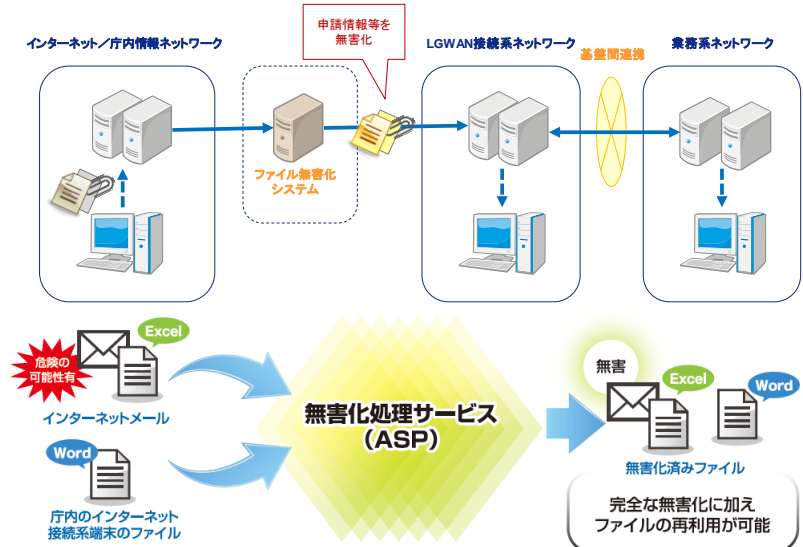 申請情報等を
無害化
インターネット／庁内情報ネットワーク
LGWAN接続系ネットワーク
業務系ネットワーク
基盤間連携
ファイル無害化
システム
Excel
危険の
可能性有
インターネットメール
Word
庁内のインターネット
接続系端末のファイル
無害化処理サービス
（ASP）
無害
Excel
Word
無害化済みファイル
完全な無害化に加え
ファイルの再利用が可能